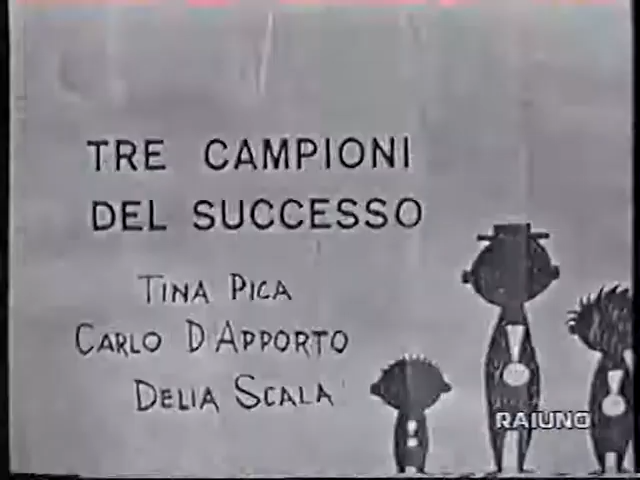 TRE CAMPIONI
DEL SUCCESSO
TINA PICA
CARLO D APPORTO
DELIA SCALA
RAIUNO